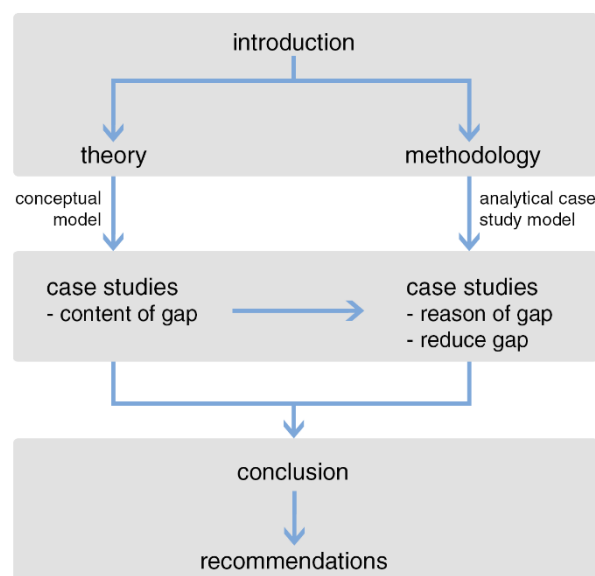 introduction
theory
methodology
conceptual
model
analytical case
study model
case studies
- content of gap
case studies
- reason of gap
- reduce gap
conclusion
recommendations